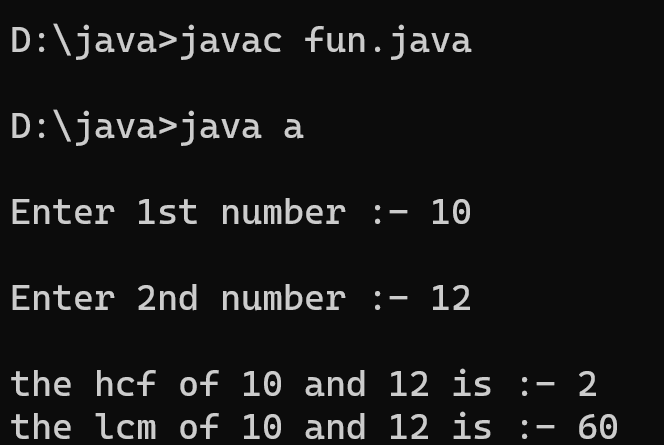 D:\java>javac fun.java
D:\java>java a
Enter 1st number :- 10
Enter 2nd number :- 12
the hcf of 10 and 12 is :- 2
the lcm of 10 and 12 is :- 60